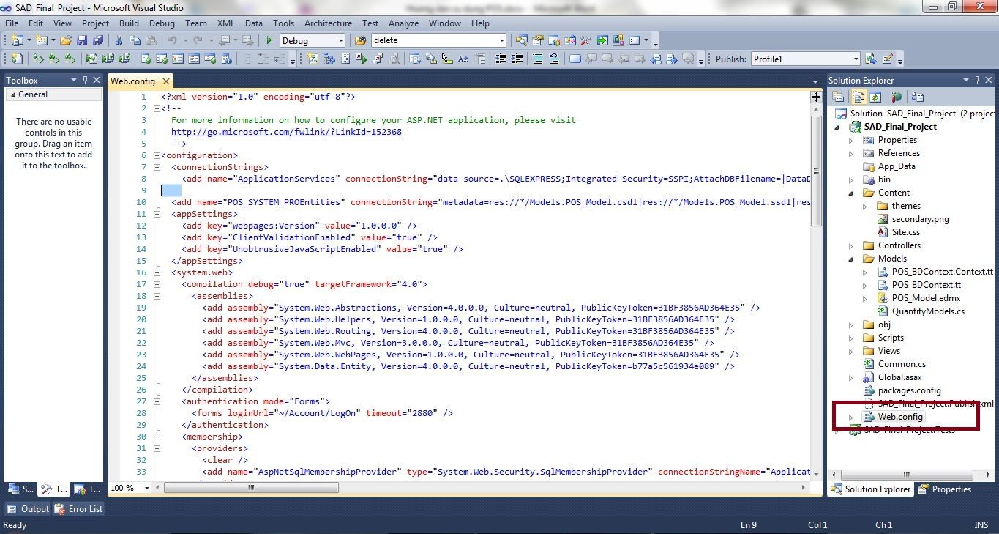 SAD_Final_Project - Microsoft Visual Studio
File Edit View Project Build Debug Team XML Data Tools Architecture Test Analyze Window Help
Debug delete
Publish: Profile1
Toolbox
General
There are no usable
controls in this
group. Drag an item
onto this text to add
it to the toolbox.
S... T... T...
Web.config
1 <?xml version="1.0" encoding="utf-8"?>
2 <!--
3 For more information on how to configure your ASP.NET application, please visit
4 http://go.microsoft.com/fwlink/?LinkId=152368
5 -->
6 <configuration>
7 <connectionStrings>
8 <add name="ApplicationServices" connectionString="data source=.\SQLEXPRESS;Integrated Security=SSPI;AttachDBFilename=|DataD
9
10 <add name="POS_SYSTEM_PROEntities" connectionString="metadata=res://*/Models.POS_Model.csdl|res://*/Models.POS_Model.ssdl|res
11 <appSettings>
12 <add key="webpages:Version" value="1.0.0.0" />
13 <add key="ClientValidationEnabled" value="true" />
14 <add key="UnobtrusiveJavaScriptEnabled" value="true" />
15 </appSettings>
16 <system.web>
17 <compilation debug="true" targetFramework="4.0">
18 <assemblies>
19 <add assembly="System.Web.Abstractions, Version=4.0.0.0, Culture=neutral, PublicKeyToken=31BF3856AD364E35" />
20 <add assembly="System.Web.Helpers, Version=1.0.0.0, Culture=neutral, PublicKeyToken=31BF3856AD364E35" />
21 <add assembly="System.Web.Routing, Version=4.0.0.0, Culture=neutral, PublicKeyToken=31BF3856AD364E35" />
22 <add assembly="System.Web.Mvc, Version=3.0.0.0, Culture=neutral, PublicKeyToken=31BF3856AD364E35" />
23 <add assembly="System.Web.WebPages, Version=1.0.0.0, Culture=neutral, PublicKeyToken=31BF3856AD364E35" />
24 <add assembly="System.Data.Entity, Version=4.0.0.0, Culture=neutral, PublicKeyToken=b77a5c561934e089" />
25 </assemblies>
26 </compilation>
27 <authentication mode="Forms">
28 <forms loginUrl="~/Account/LogOn" timeout="2880" />
29 </authentication>
30 <membership>
31 <providers>
32 <clear />
33 <add name="AspNetSqlMembershipProvider" type="System.Web.Security.SqlMembershipProvider" connectionStringName="Applicat
100 %
Solution Explorer
Solution 'SAD_Final_Project' (2 project
SAD_Final_Project
Properties
References
App_Data
bin
Content
themes
secondary.png
Site.css
Controllers
Models
POS_BDContext.Context.tt
POS_BDContext.tt
POS_Model.edmx
QuantityModels.cs
obj
Scripts
Views
Common.cs
Global.asax
packages.config
SAD_Final_Project.Publish.xml
Web.config
SAD_Final_Project.Tests
Solution Explorer Properties
Output Error List
Ready Ln 9 Col 1 Ch 1 INS